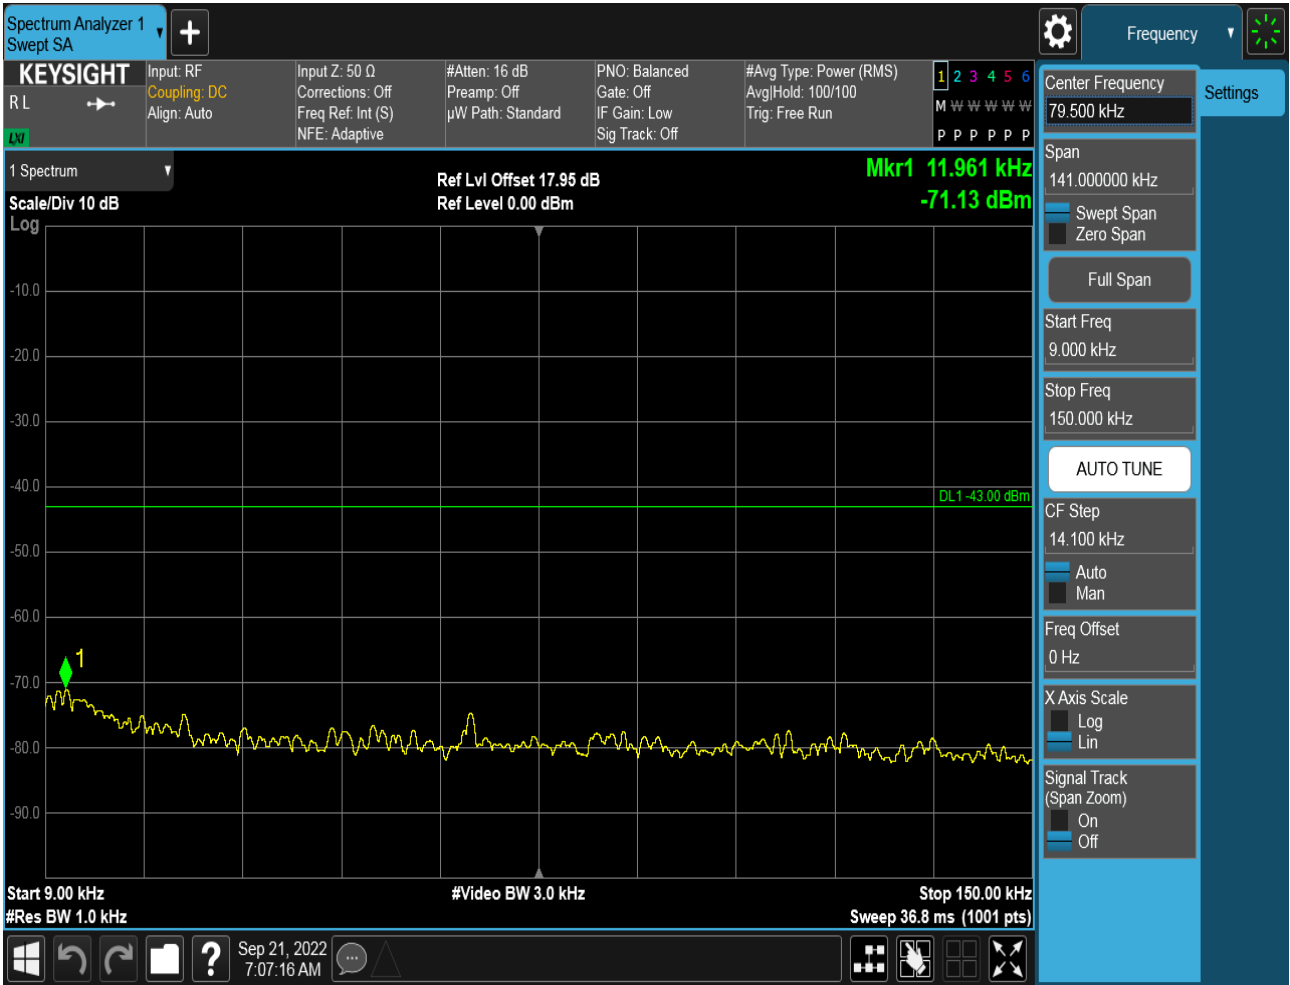 Spectrum Analyzer 1
Swept SA
Frequency
KEYSIGHT
R L
LXI
Input: RF
Coupling: DC
Align: Auto
Input Z: 50 Ω
Corrections: Off
Freq Ref: Int (S)
NFE: Adaptive
#Atten: 16 dB
Preamp: Off
µW Path: Standard
PNO: Balanced
Gate: Off
IF Gain: Low
Sig Track: Off
#Avg Type: Power (RMS)
Avg|Hold: 100/100
Trig: Free Run
1 2 3 4 5 6
M W W W W W
P P P P P P
1 Spectrum
Scale/Div 10 dB
Log
Ref Lvl Offset 17.95 dB
Ref Level 0.00 dBm
Mkr1 11.961 kHz
-71.13 dBm
-10.0
-20.0
-30.0
-40.0
DL1 -43.00 dBm
-50.0
-60.0
1
-70.0
-80.0
-90.0
Start 9.00 kHz
#Res BW 1.0 kHz
#Video BW 3.0 kHz
Stop 150.00 kHz
Sweep 36.8 ms (1001 pts)
Center Frequency
79.500 kHz
Settings
Span
141.000000 kHz
Swept Span
Zero Span
Full Span
Start Freq
9.000 kHz
Stop Freq
150.000 kHz
AUTO TUNE
CF Step
14.100 kHz
Auto
Man
Freq Offset
0 Hz
X Axis Scale
Log
Lin
Signal Track
(Span Zoom)
On
Off
?
Sep 21, 2022
7:07:16 AM